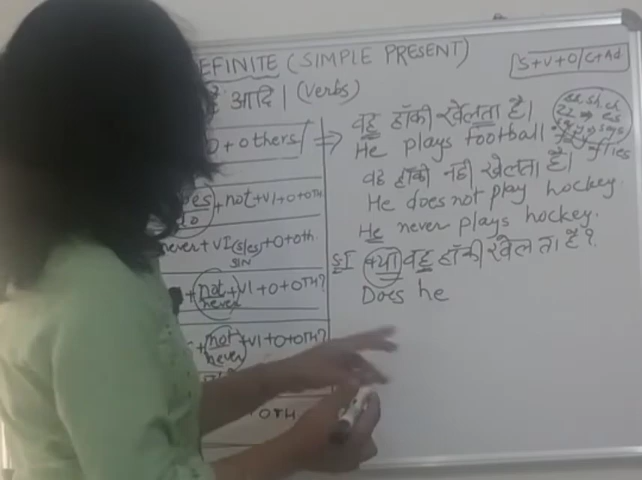 EFINITE (SIMPLE PRESENT)
S+V+O/C+Ad
है आदि। (Verbs)
O+others/ ⇒
वह हॉकी खेलता है।
He plays football
वह हॉकी नही खेलता है।
flies
He does not play hockey.
+not+V1+O+OTH
He never plays hockey.
never+V1(s/es)+O+oth
SIN
क्या वह हॉकी खेलता है?
+not+V1+O+OTH?
never
Does he
+not+V1+O+OTH?
never
OTH